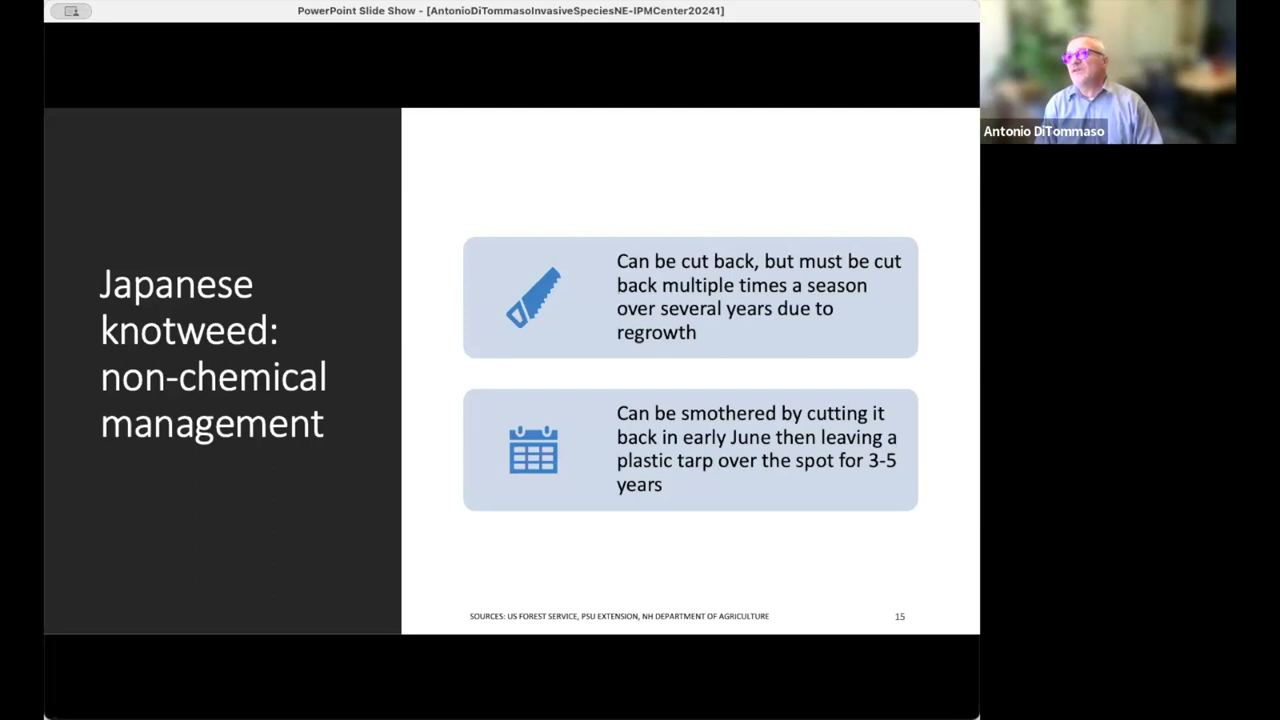 PowerPoint Slide Show - [AntonioDiTommasoInvasiveSpeciesNE-IPMCenter20241]
Antonio DiTommaso
Japanese
knotweed:
non-chemical
management
Can be cut back, but must be cut
back multiple times a season
over several years due to
regrowth
Can be smothered by cutting it
back in early June then leaving a
plastic tarp over the spot for 3-5
years
SOURCES: US FOREST SERVICE, PSU EXTENSION, NH DEPARTMENT OF AGRICULTURE
15